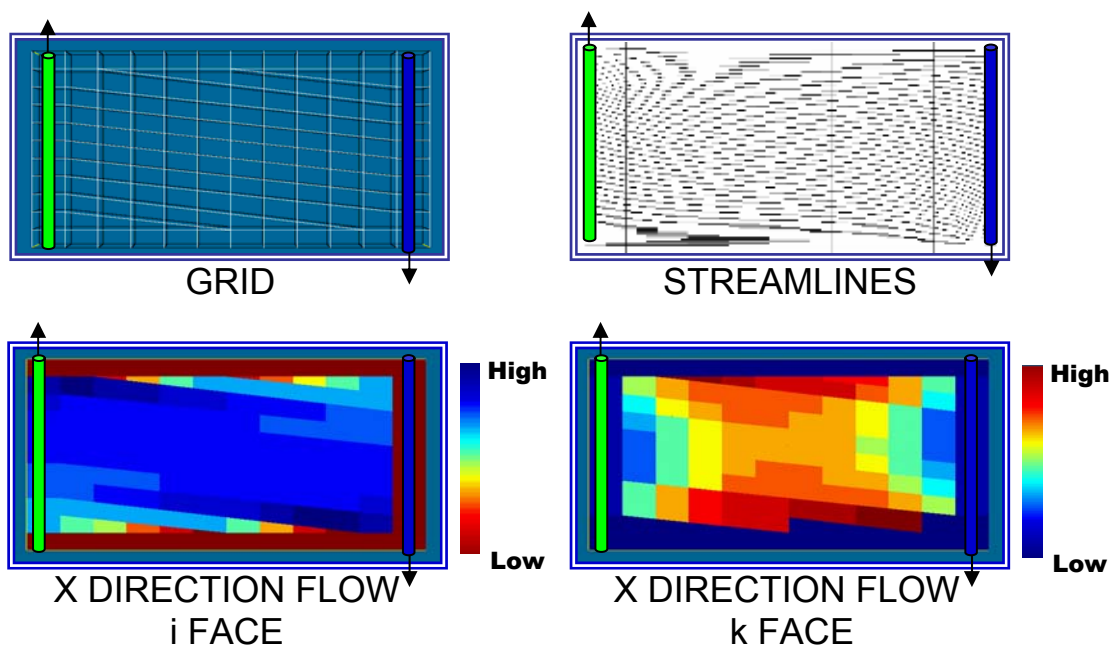 GRID
STREAMLINES
High
Low
X DIRECTION FLOW
i FACE
High
Low
X DIRECTION FLOW
k FACE